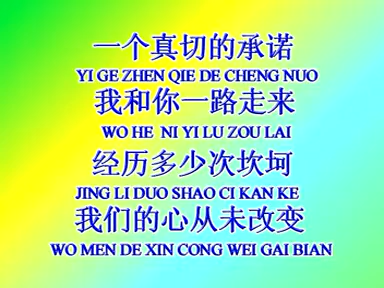 一个真切的承诺
YI GE ZHEN QIE DE CHENG NUO
我和你一路走来
WO HE NI YI LU ZOU LAI
经历多少次坎坷
JING LI DUO SHAO CI KAN KE
我们的心从未改变
WO MEN DE XIN CONG WEI GAI BIAN